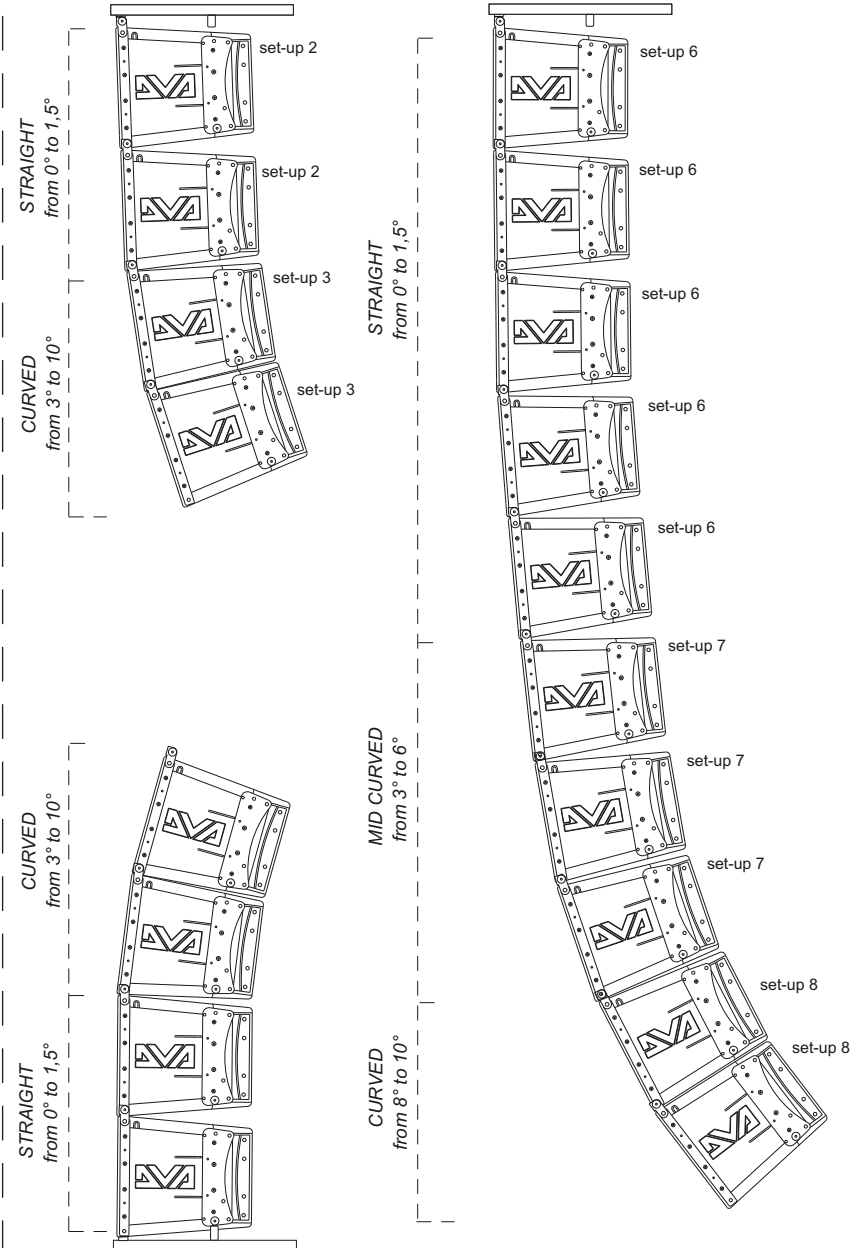 set-up 2
STRAIGHT
from 0° to 1,5°
set-up 2
set-up 3
CURVED
from 3° to 10°
set-up 3
CURVED
from 3° to 10°
STRAIGHT
from 0° to 1,5°
set-up 6
set-up 6
STRAIGHT
from 0° to 1,5°
set-up 6
set-up 6
set-up 6
set-up 7
MID CURVED
from 3° to 6°
set-up 7
set-up 7
CURVED
from 8° to 10°
set-up 8
set-up 8